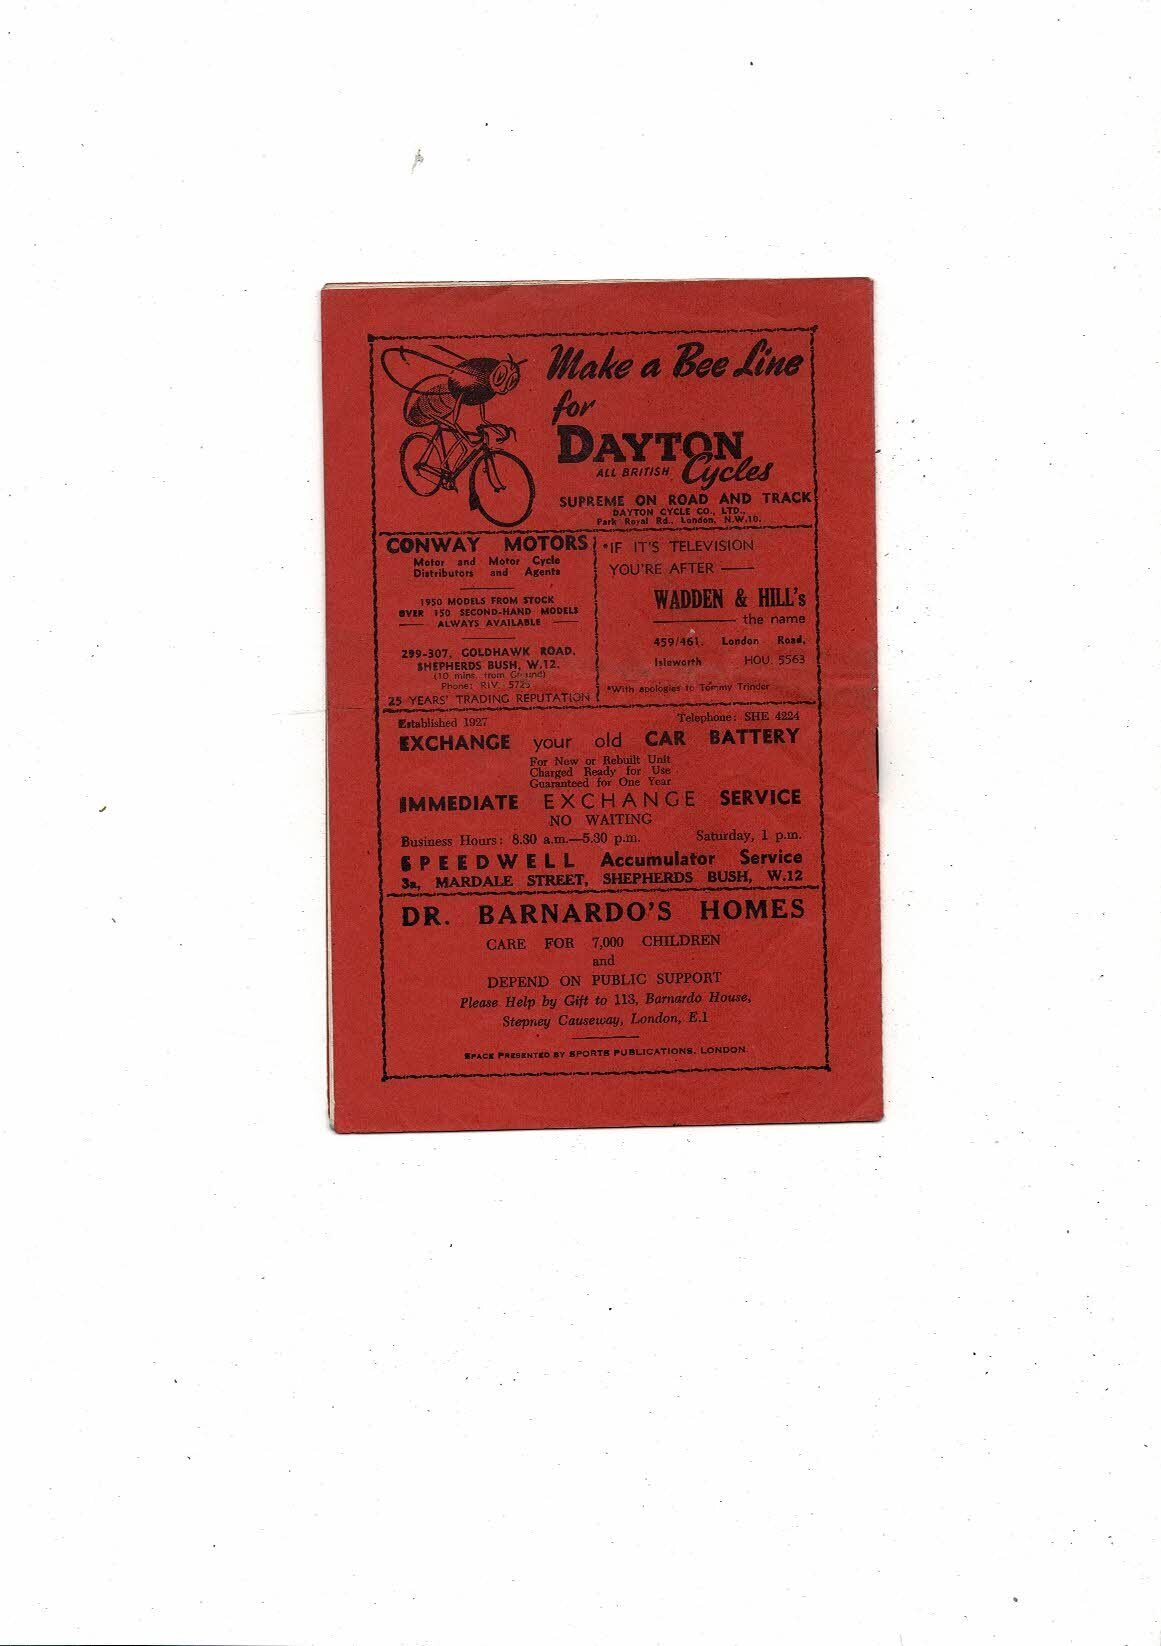 Make a Bee Line
for
DAYTON
ALL BRITISH Cycles
SUPREME ON ROAD AND TRACK
DAYTON CYCLE CO., LTD.,
Park Royal Rd., London, N.W.10.
CONWAY MOTORS
Motor and Motor Cycle
Distributors and Agents
1950 MODELS FROM STOCK
OVER 150 SECOND-HAND MODELS
ALWAYS AVAILABLE
299-307, GOLDHAWK ROAD,
SHEPHERDS BUSH, W.12.
(10 mins. from Ground)
Phone: RIV. 5725
25 YEARS' TRADING REPUTATION
*IF IT'S TELEVISION
YOU'RE AFTER
WADDEN & HILL's
the name
459/461, London Road,
Isleworth HOU. 5563
*With apologies to Tommy Trinder
Established 1927 Telephone: SHE 4224
EXCHANGE your old CAR BATTERY
For New or Rebuilt Unit
Charged Ready for Use
Guaranteed for One Year
IMMEDIATE EXCHANGE SERVICE
NO WAITING
Business Hours: 8.30 a.m.—5.30 p.m. Saturday, 1 p.m.
SPEEDWELL Accumulator Service
3a, MARDALE STREET, SHEPHERDS BUSH, W.12
DR. BARNARDO'S HOMES
CARE FOR 7,000 CHILDREN
and
DEPEND ON PUBLIC SUPPORT
Please Help by Gift to 113, Barnardo House,
Stepney Causeway, London, E.1
SPACE PRESENTED BY SPORTS PUBLICATIONS, LONDON.